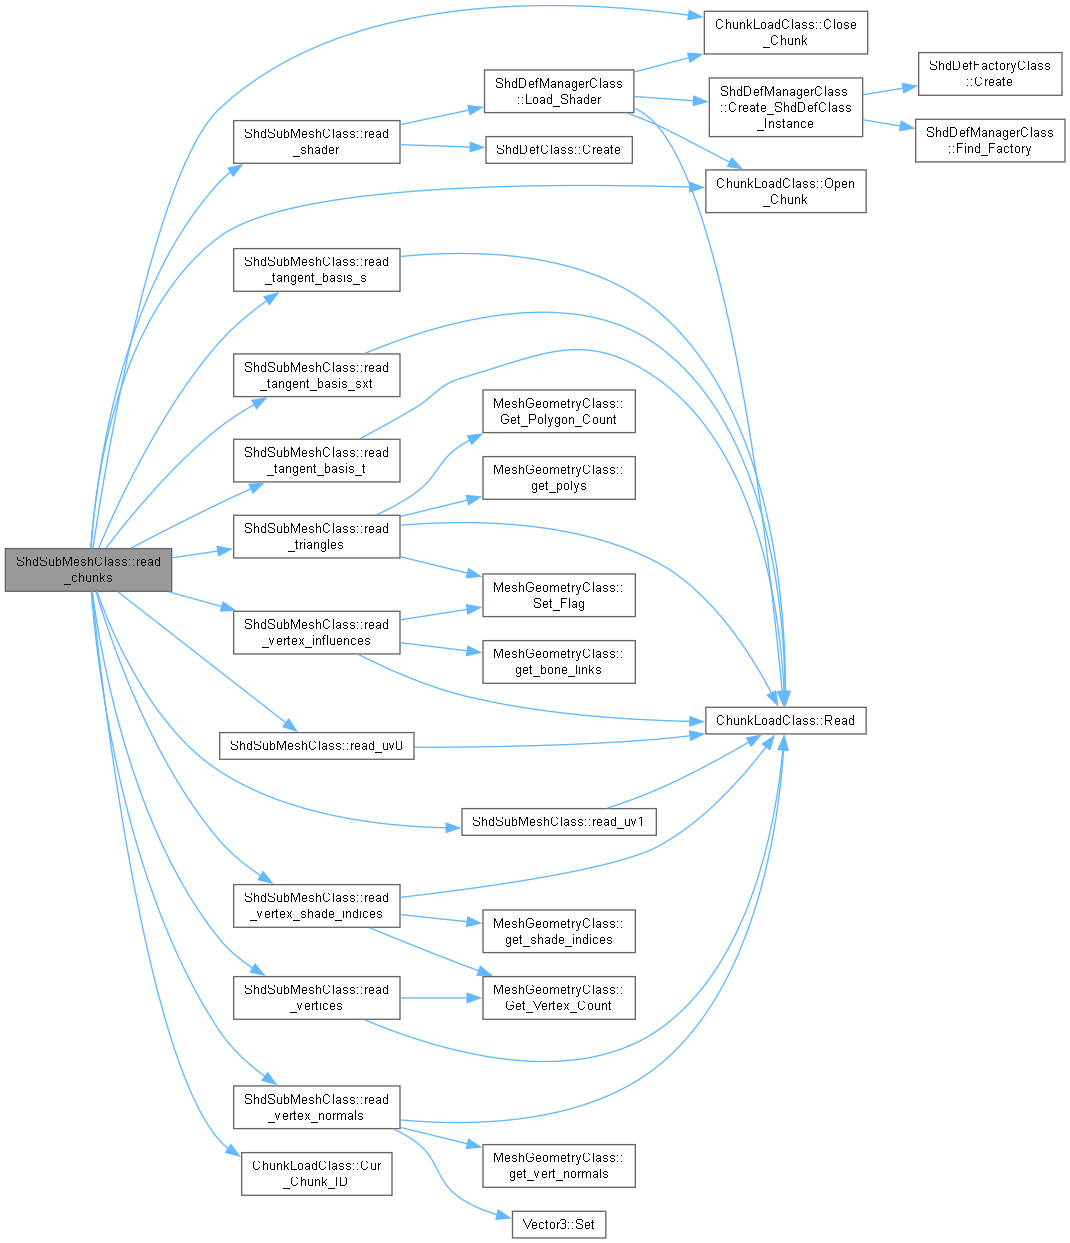 ChunkLoadClass::Close
_Chunk
ShdDefFactoryClass
::Create
ShdDefManagerClass
::Load_Shader
ShdDefManagerClass
::Create_ShdDefClass
_Instance
ShdSubMeshClass::read
_shader
ShdDefClass::Create
ShdDefManagerClass
::Find_Factory
ChunkLoadClass::Open
_Chunk
ShdSubMeshClass::read
_tangent_basis_s
ShdSubMeshClass::read
_tangent_basis_sxt
MeshGeometryClass::
Get_Polygon_Count
ShdSubMeshClass::read
_tangent_basis_t
MeshGeometryClass::
get_polys
ShdSubMeshClass::read
_triangles
ShdSubMeshClass::read
_chunks
MeshGeometryClass::
Set_Flag
ShdSubMeshClass::read
_vertex_influences
MeshGeometryClass::
get_bone_links
ChunkLoadClass::Read
ShdSubMeshClass::read_uv0
ShdSubMeshClass::read_uv1
ShdSubMeshClass::read
_vertex_shade_indices
MeshGeometryClass::
get_shade_indices
ShdSubMeshClass::read
_vertices
MeshGeometryClass::
Get_Vertex_Count
ShdSubMeshClass::read
_vertex_normals
MeshGeometryClass::
get_vert_normals
ChunkLoadClass::Cur
_Chunk_ID
Vector3::Set